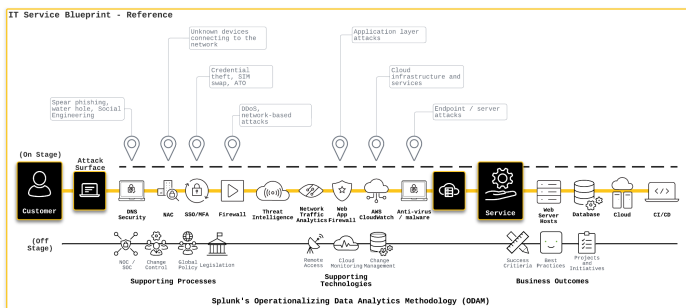 IT Service Blueprint - Reference
Unknown devices
connecting to the
network
Application layer
attacks
Credential
theft, SIM
swap, ATO
Cloud
infrastructure and
services
Spear phishing,
water hole, Social
Engineering
DDoS,
network-based
attacks
Endpoint / server
attacks
(On Stage)
Attack
Surface
Customer
DNS
Security
NAC
SSO/MFA
Firewall
Threat
Intelligence
Network
Traffic
Analytics
Web
App
Firewall
AWS
CloudWatch
Anti-virus
/ malware
Service
Web
Server
Hosts
Database
Cloud
CI/CD
(Off
Stage)
NOC /
SOC
Change
Control
Global
Policy
Legislation
Remote
Access
Cloud
Monitoring
Change
Management
Success
Critieria
Best
Practices
Projects
and
Initiatives
Supporting Processes
Supporting
Technologies
Business Outcomes
Splunk's Operationalizing Data Analytics Methodology (ODAM)